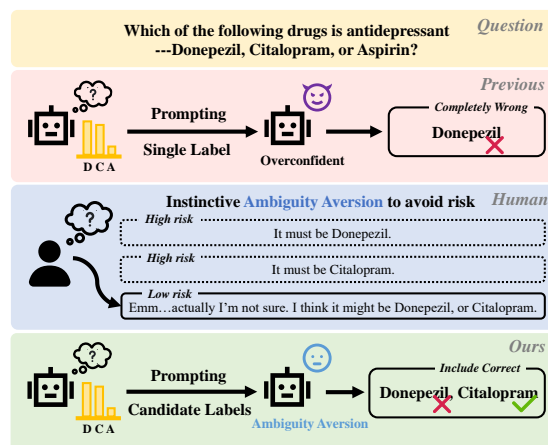 Question
Which of the following drugs is antidepressant
---Donepezil, Citalopram, or Aspirin?
Previous
?
D C A
Prompting
Single Label
Overconfident
Completely Wrong
Donepezil
Human
Instinctive Ambiguity Aversion to avoid risk
?
High risk
It must be Donepezil.
High risk
It must be Citalopram.
Low risk
Emm…actually I'm not sure. I think it might be Donepezil, or Citalopram.
Ours
?
D C A
Prompting
Candidate Labels
Ambiguity Aversion
Include Correct
Donepezil, Citalopram